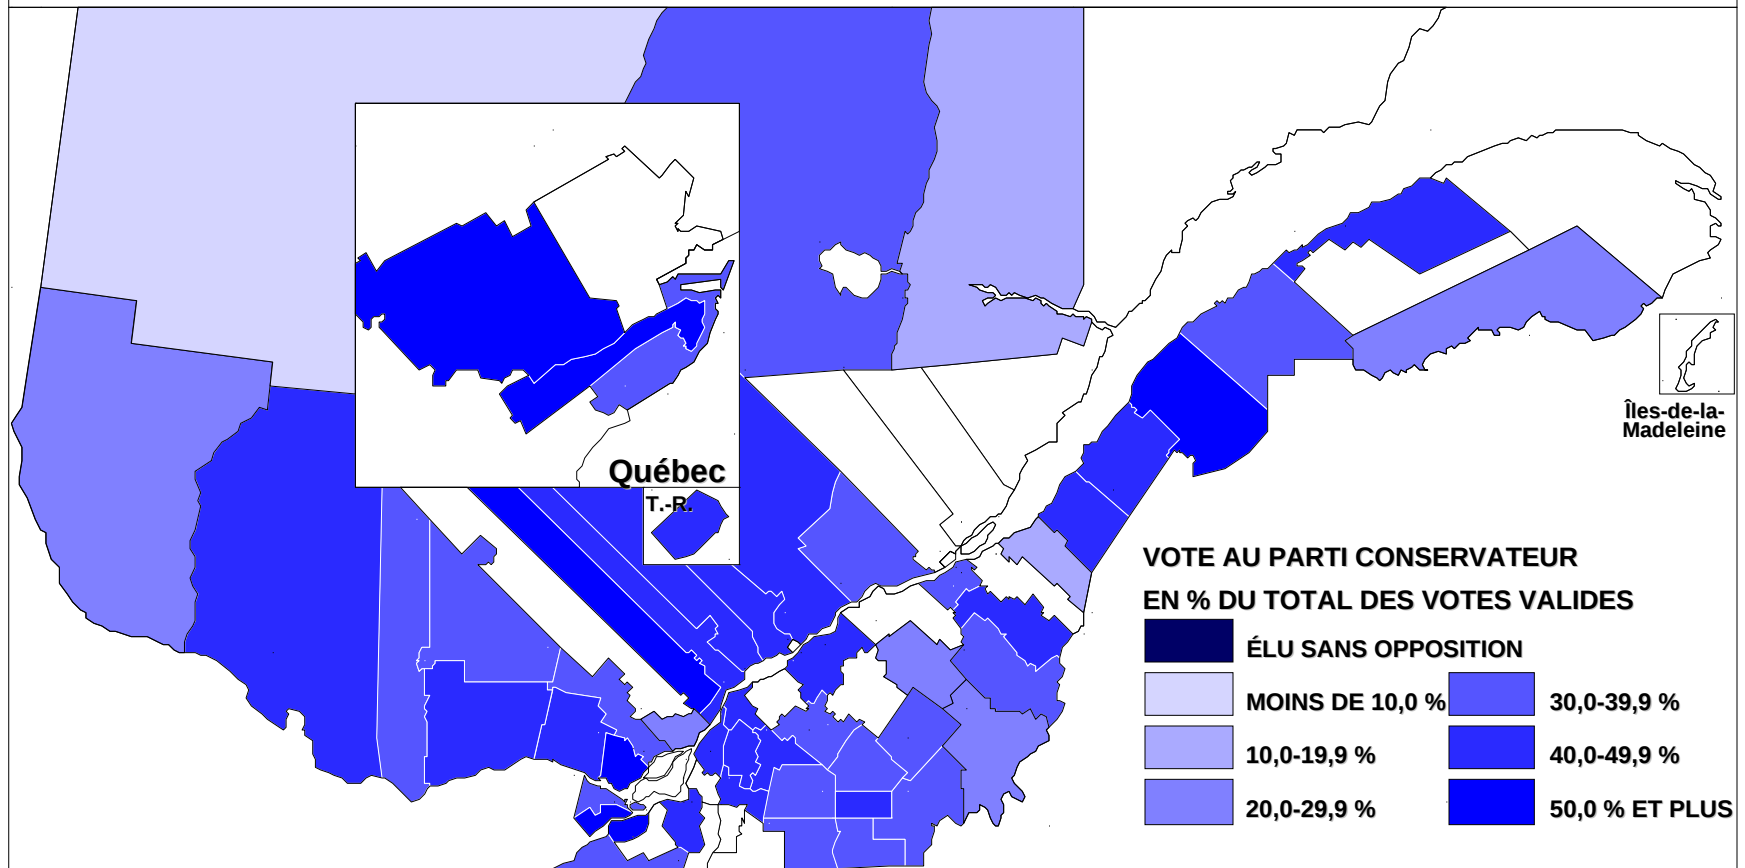 Québec
T.-R.
Îles-de-la-
Madeleine
VOTE AU PARTI CONSERVATEUR
EN % DU TOTAL DES VOTES VALIDES
ÉLU SANS OPPOSITION
MOINS DE 10,0 %
10,0-19,9 %
20,0-29,9 %
30,0-39,9 %
40,0-49,9 %
50,0 % ET PLUS